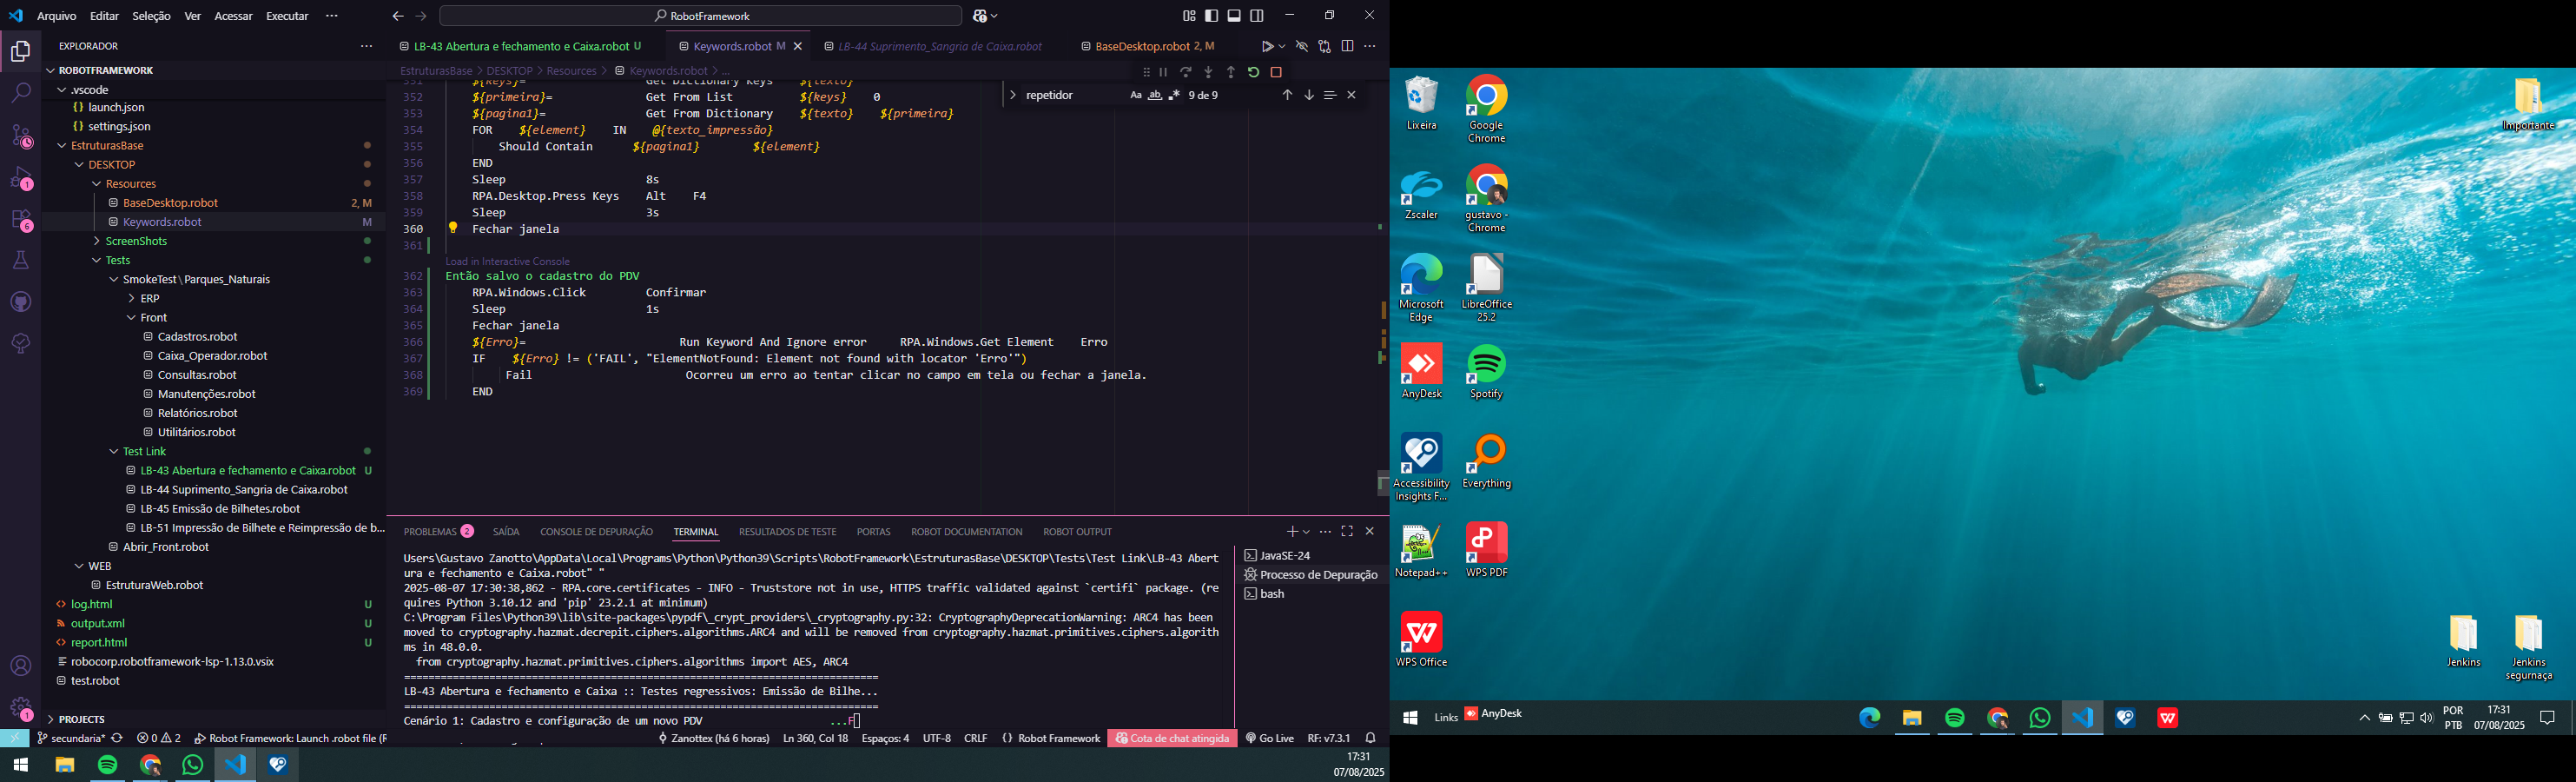 Arquivo Editar Seleção Ver Acessar Executar ···
RobotFramework
EXPLORADOR
ROBOTFRAMEWORK
.vscode
launch.json
settings.json
EstruturasBase
DESKTOP
Resources
BaseDesktop.robot 2, M
Keywords.robot M
ScreenShots
Tests
SmokeTest\Parques_Naturais
ERP
Front
Cadastros.robot
Caixa_Operador.robot
Consultas.robot
Manutenções.robot
Relatórios.robot
Utilitários.robot
Test Link
LB-43 Abertura e fechamento e Caixa.robot U
LB-44 Suprimento_Sangria de Caixa.robot
LB-45 Emissão de Bilhetes.robot
LB-51 Impressão de Bilhete e Reimpressão de b...
Abrir_Front.robot
WEB
EstruturaWeb.robot
log.html U
output.xml U
report.html U
robocorp.robotframework-lsp-1.13.0.vsix
test.robot
PROJECTS
LB-43 Abertura e fechamento e Caixa.robot U
Keywords.robot M
LB-44 Suprimento_Sangria de Caixa.robot
BaseDesktop.robot 2, M
EstruturasBase > DESKTOP > Resources > Keywords.robot > ...
repetidor Aa ab 9 de 9
351 ${keys}= Get Dictionary Keys ${texto}
352 ${primeira}= Get From List ${keys} 0
353 ${pagina1}= Get From Dictionary ${texto} ${primeira}
354 FOR ${element} IN @{texto_impressão}
355 Should Contain ${pagina1} ${element}
356 END
357 Sleep 8s
358 RPA.Desktop.Press Keys Alt F4
359 Sleep 3s
360 Fechar janela
361
Load in Interactive Console
362 Então salvo o cadastro do PDV
363 RPA.Windows.Click Confirmar
364 Sleep 1s
365 Fechar janela
366 ${Erro}= Run Keyword And Ignore error RPA.Windows.Get Element Erro
367 IF ${Erro} != ('FAIL', "ElementNotFound: Element not found with locator 'Erro'")
368 Fail Ocorreu um erro ao tentar clicar no campo em tela ou fechar a janela.
369 END
PROBLEMAS 2 SAÍDA CONSOLE DE DEPURAÇÃO TERMINAL RESULTADOS DE TESTE PORTAS ROBOT DOCUMENTATION ROBOT OUTPUT
Users\Gustavo Zanotto\AppData\Local\Programs\Python\Python39\Scripts\RobotFramework\EstruturasBase\DESKTOP\Tests\Test Link\LB-43 Abert
ura e fechamento e Caixa.robot" "
2025-08-07 17:30:38,862 - RPA.core.certificates - INFO - Truststore not in use, HTTPS traffic validated against `certifi` package. (re
quires Python 3.10.12 and 'pip' 23.2.1 at minimum)
C:\Program Files\Python39\lib\site-packages\pypdf\_crypt_providers\_cryptography.py:32: CryptographyDeprecationWarning: ARC4 has been
moved to cryptography.hazmat.decrepit.ciphers.algorithms.ARC4 and will be removed from cryptography.hazmat.primitives.ciphers.algorith
ms in 48.0.0.
from cryptography.hazmat.primitives.ciphers.algorithms import AES, ARC4
==============================================================================
LB-43 Abertura e fechamento e Caixa :: Testes regressivos: Emissão de Bilhe...
==============================================================================
Cenário 1: Cadastro e configuração de um novo PDV ...F
JavaSE-24
Processo de Depuração
bash
secundaria* 0 2 Robot Framework: Launch .robot file (R
Zanottex (há 6 horas) Ln 360, Col 18 Espaços: 4 UTF-8 CRLF Robot Framework Cota de chat atingida Go Live RF: v7.3.1
17:31
07/08/2025
Lixeira
Google Chrome
Zscaler
gustavo - Chrome
Microsoft Edge
LibreOffice 25.2
AnyDesk
Spotify
Accessibility Insights F...
Everything
Notepad++
WPS PDF
WPS Office
Importante
Jenkins
Jenkins segurnaça
Links AnyDesk
POR
PTB
17:31
07/08/2025